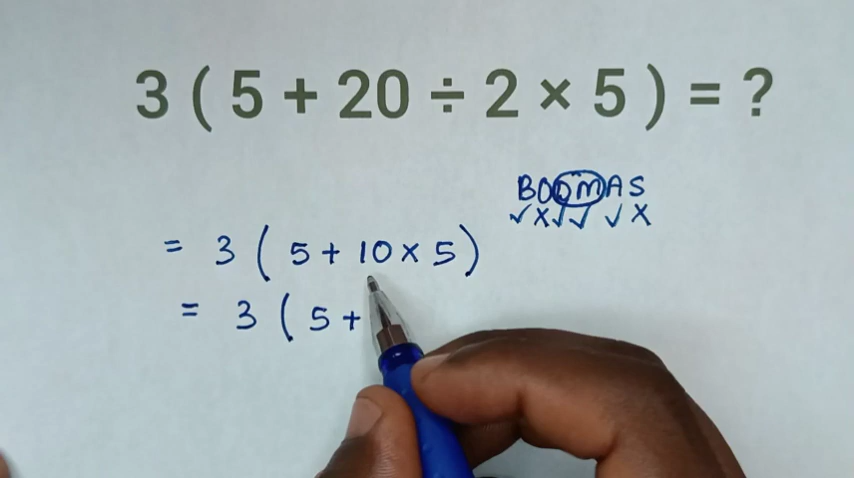 3 ( 5 + 20 ÷ 2 × 5 ) = ?
BODMAS
✓ X ✓ ✓ ✓ X
= 3 ( 5 + 10 × 5 )
= 3 ( 5 +